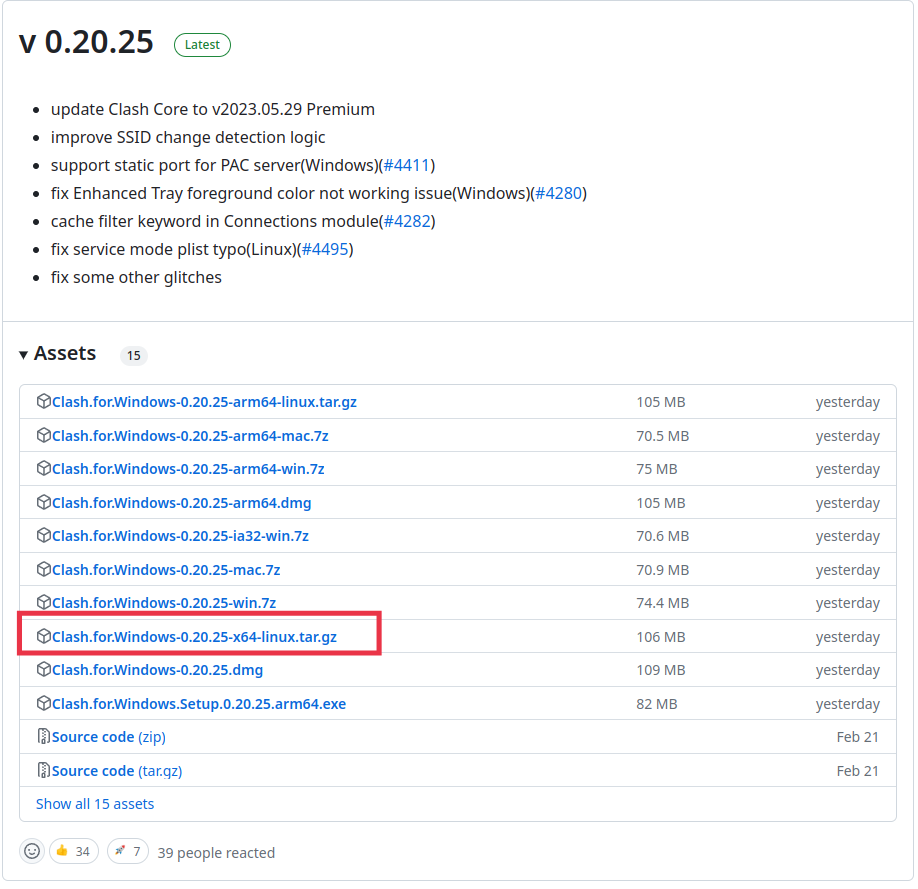 v 0.20.25 Latest
update Clash Core to v2023.05.29 Premium
improve SSID change detection logic
support static port for PAC server(Windows)(#4411)
fix Enhanced Tray foreground color not working issue(Windows)(#4280)
cache filter keyword in Connections module(#4282)
fix service mode plist typo(Linux)(#4495)
fix some other glitches
Assets 15
Clash.for.Windows-0.20.25-arm64-linux.tar.gz 105 MB yesterday
Clash.for.Windows-0.20.25-arm64-mac.7z 70.5 MB yesterday
Clash.for.Windows-0.20.25-arm64-win.7z 75 MB yesterday
Clash.for.Windows-0.20.25-arm64.dmg 105 MB yesterday
Clash.for.Windows-0.20.25-ia32-win.7z 70.6 MB yesterday
Clash.for.Windows-0.20.25-mac.7z 70.9 MB yesterday
Clash.for.Windows-0.20.25-win.7z 74.4 MB yesterday
Clash.for.Windows-0.20.25-x64-linux.tar.gz 106 MB yesterday
Clash.for.Windows-0.20.25.dmg 109 MB yesterday
Clash.for.Windows.Setup.0.20.25.arm64.exe 82 MB yesterday
Source code (zip) Feb 21
Source code (tar.gz) Feb 21
Show all 15 assets
34 7 39 people reacted